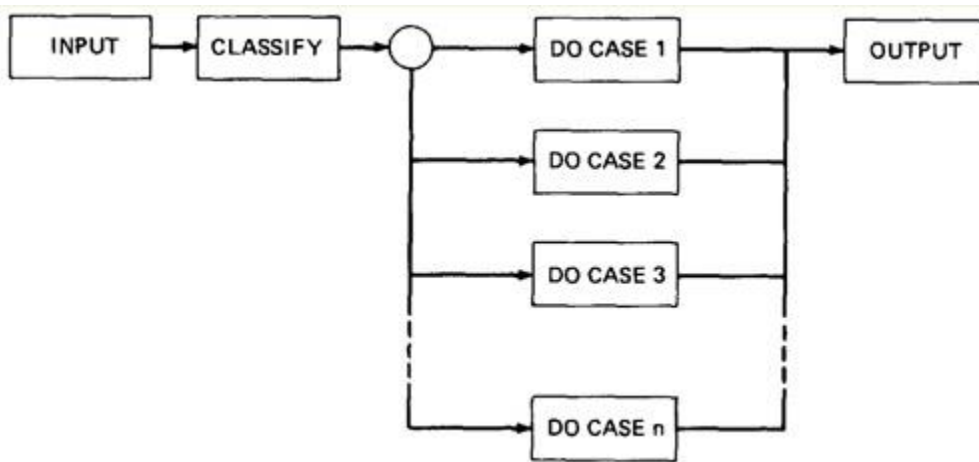 INPUT
CLASSIFY
DO CASE 1
OUTPUT
DO CASE 2
DO CASE 3
DO CASE n